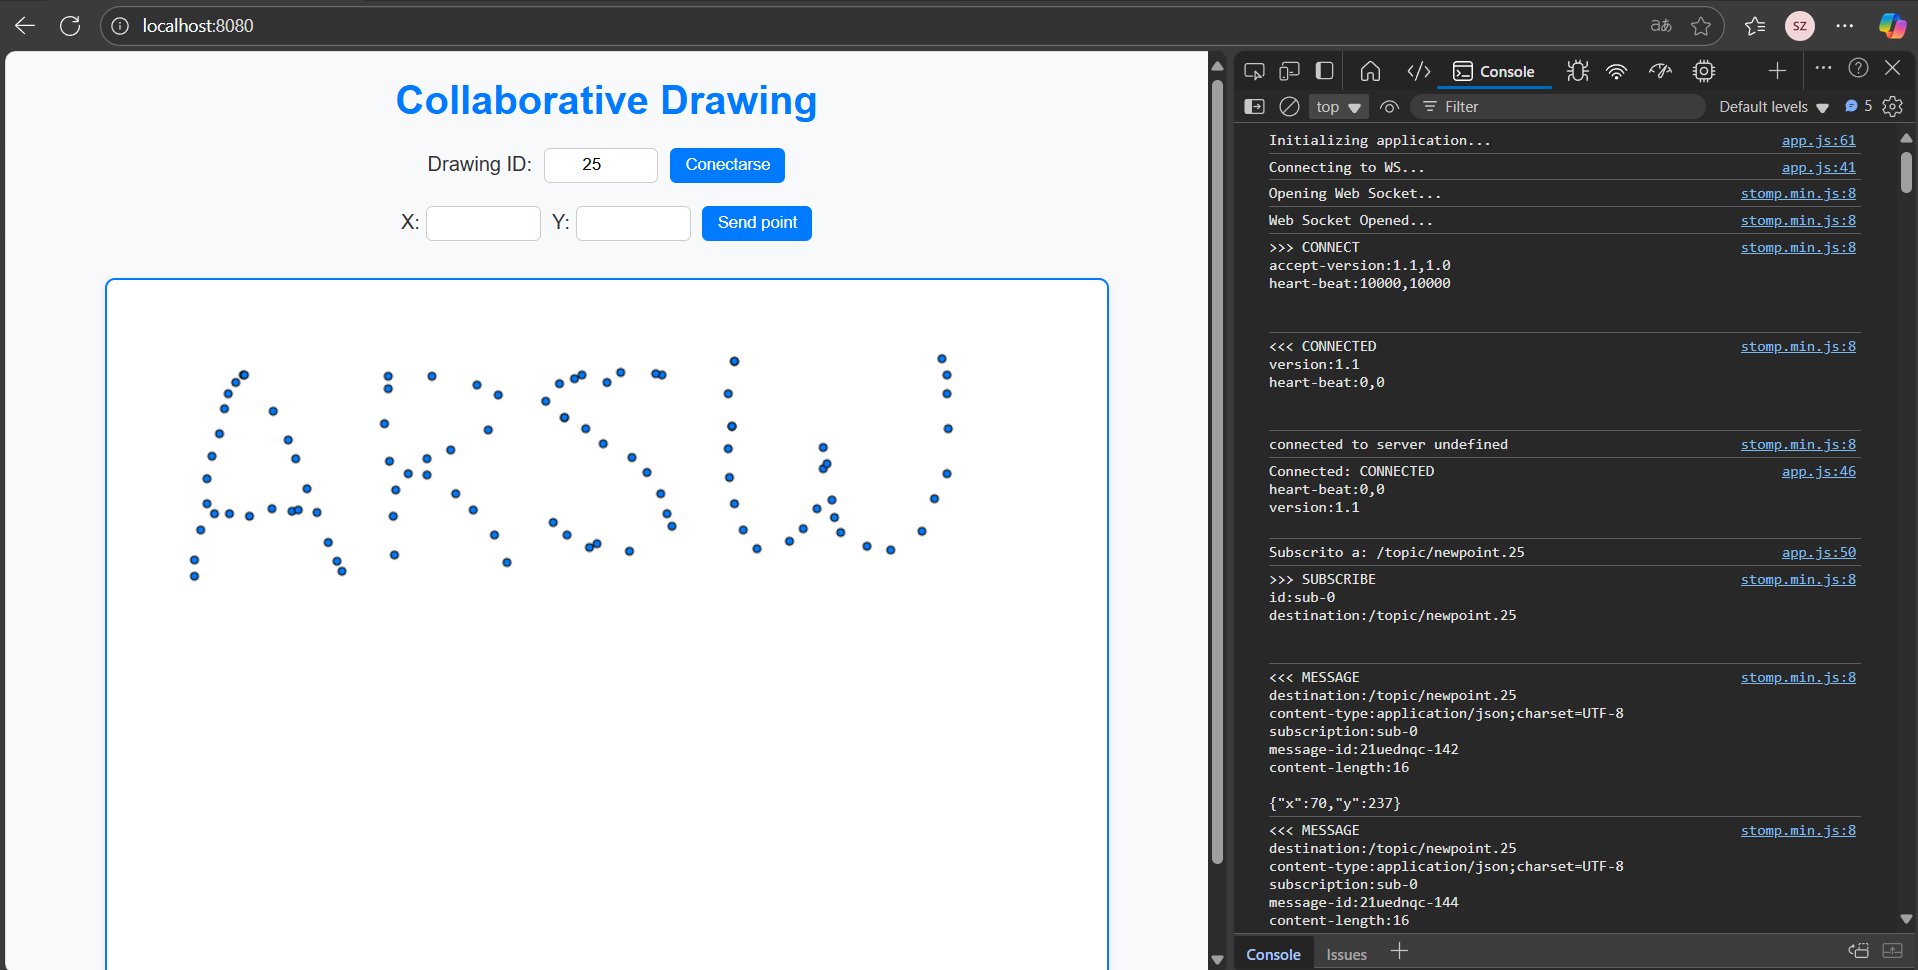 localhost:8080
Collaborative Drawing
Drawing ID: 25 Conectarse
X: Y: Send point
ARSW
Console
top Filter Default levels 5
Initializing application... app.js:61
Connecting to WS... app.js:41
Opening Web Socket... stomp.min.js:8
Web Socket Opened... stomp.min.js:8
>>> CONNECT stomp.min.js:8
accept-version:1.1,1.0
heart-beat:10000,10000
<<< CONNECTED stomp.min.js:8
version:1.1
heart-beat:0,0
connected to server undefined stomp.min.js:8
Connected: CONNECTED app.js:46
heart-beat:0,0
version:1.1
Subscrito a: /topic/newpoint.25 app.js:50
>>> SUBSCRIBE stomp.min.js:8
id:sub-0
destination:/topic/newpoint.25
<<< MESSAGE stomp.min.js:8
destination:/topic/newpoint.25
content-type:application/json;charset=UTF-8
subscription:sub-0
message-id:21uednqc-142
content-length:16
{"x":70,"y":237}
<<< MESSAGE stomp.min.js:8
destination:/topic/newpoint.25
content-type:application/json;charset=UTF-8
subscription:sub-0
message-id:21uednqc-144
content-length:16
Console Issues
SZ
aあ